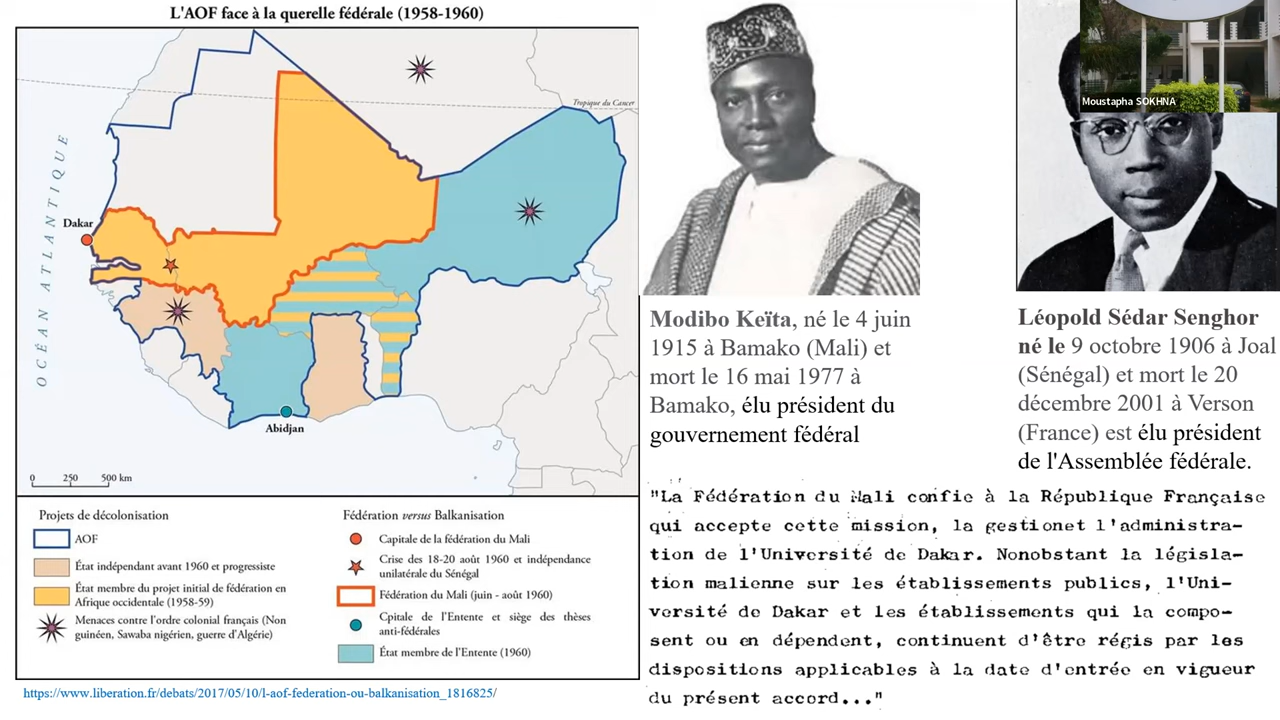 L'AOF face à la querelle fédérale (1958-1960)
Tropique du Cancer
OCÉAN ATLANTIQUE
Dakar
Abidjan
0 250 500 km
Projets de décolonisation
AOF
État indépendant avant 1960 et progressiste
État membre du projet initial de fédération en
Afrique occidentale (1958-59)
Menaces contre l'ordre colonial français (Non
guinéen, Sawaba nigérien, guerre d'Algérie)
Fédération versus Balkanisation
Capitale de la fédération du Mali
Crise des 18-20 août 1960 et indépendance
unilatérale du Sénégal
Fédération du Mali (juin - août 1960)
Cpitale de l'Entente et siège des thèses
anti-fédérales
État membre de l'Entente (1960)
https://www.liberation.fr/debats/2017/05/10/l-aof-federation-ou-balkanisation_1816825/
Modibo Keïta, né le 4 juin
1915 à Bamako (Mali) et
mort le 16 mai 1977 à
Bamako, élu président du
gouvernement fédéral
Moustapha SOKHNA
Léopold Sédar Senghor
né le 9 octobre 1906 à Joal
(Sénégal) et mort le 20
décembre 2001 à Verson
(France) est élu président
de l'Assemblée fédérale.
"La Fédération du Mali confie à la République Française
qui accepte cette mission, la gestionet l'administra-
tion de l'Université de Dakar. Nonobstant la législa-
tion malienne sur les établissements publics, l'Uni-
versité de Dakar et les établissements qui la compo-
sent ou en dépendent, continuent d'être régis par les
dispositions applicables à la date d'entrée en vigueur
du présent accord..."